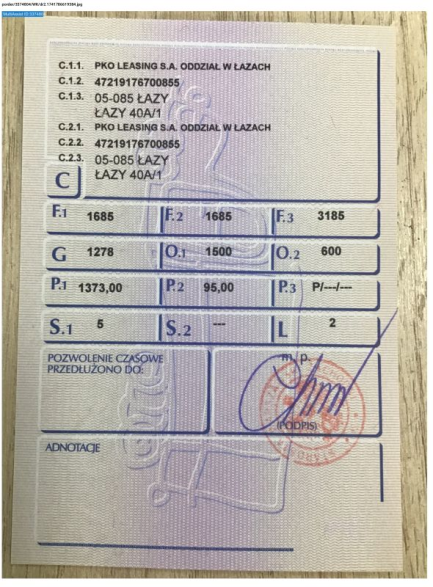 C.1.1. PKO LEASING S.A. ODDZIAŁ W ŁAZACH
C.1.2. 47219176700855
C.1.3. 05-085 ŁAZY
ŁAZY 40A/1
C.2.1. PKO LEASING S.A. ODDZIAŁ W ŁAZACH
C.2.2. 47219176700855
C.2.3. 05-085 ŁAZY
ŁAZY 40A/1
C
F.1 1685 F.2 1685 F.3 3185
G 1278 O.1 1500 O.2 600
P.1 1373,00 P.2 95,00 P.3 P/---/---
S.1 5 S.2 --- L 2
POZWOLENIE CZASOWE
PRZEDŁUŻONO DO:
m. p.
(PODPIS)
ADNOTACJE